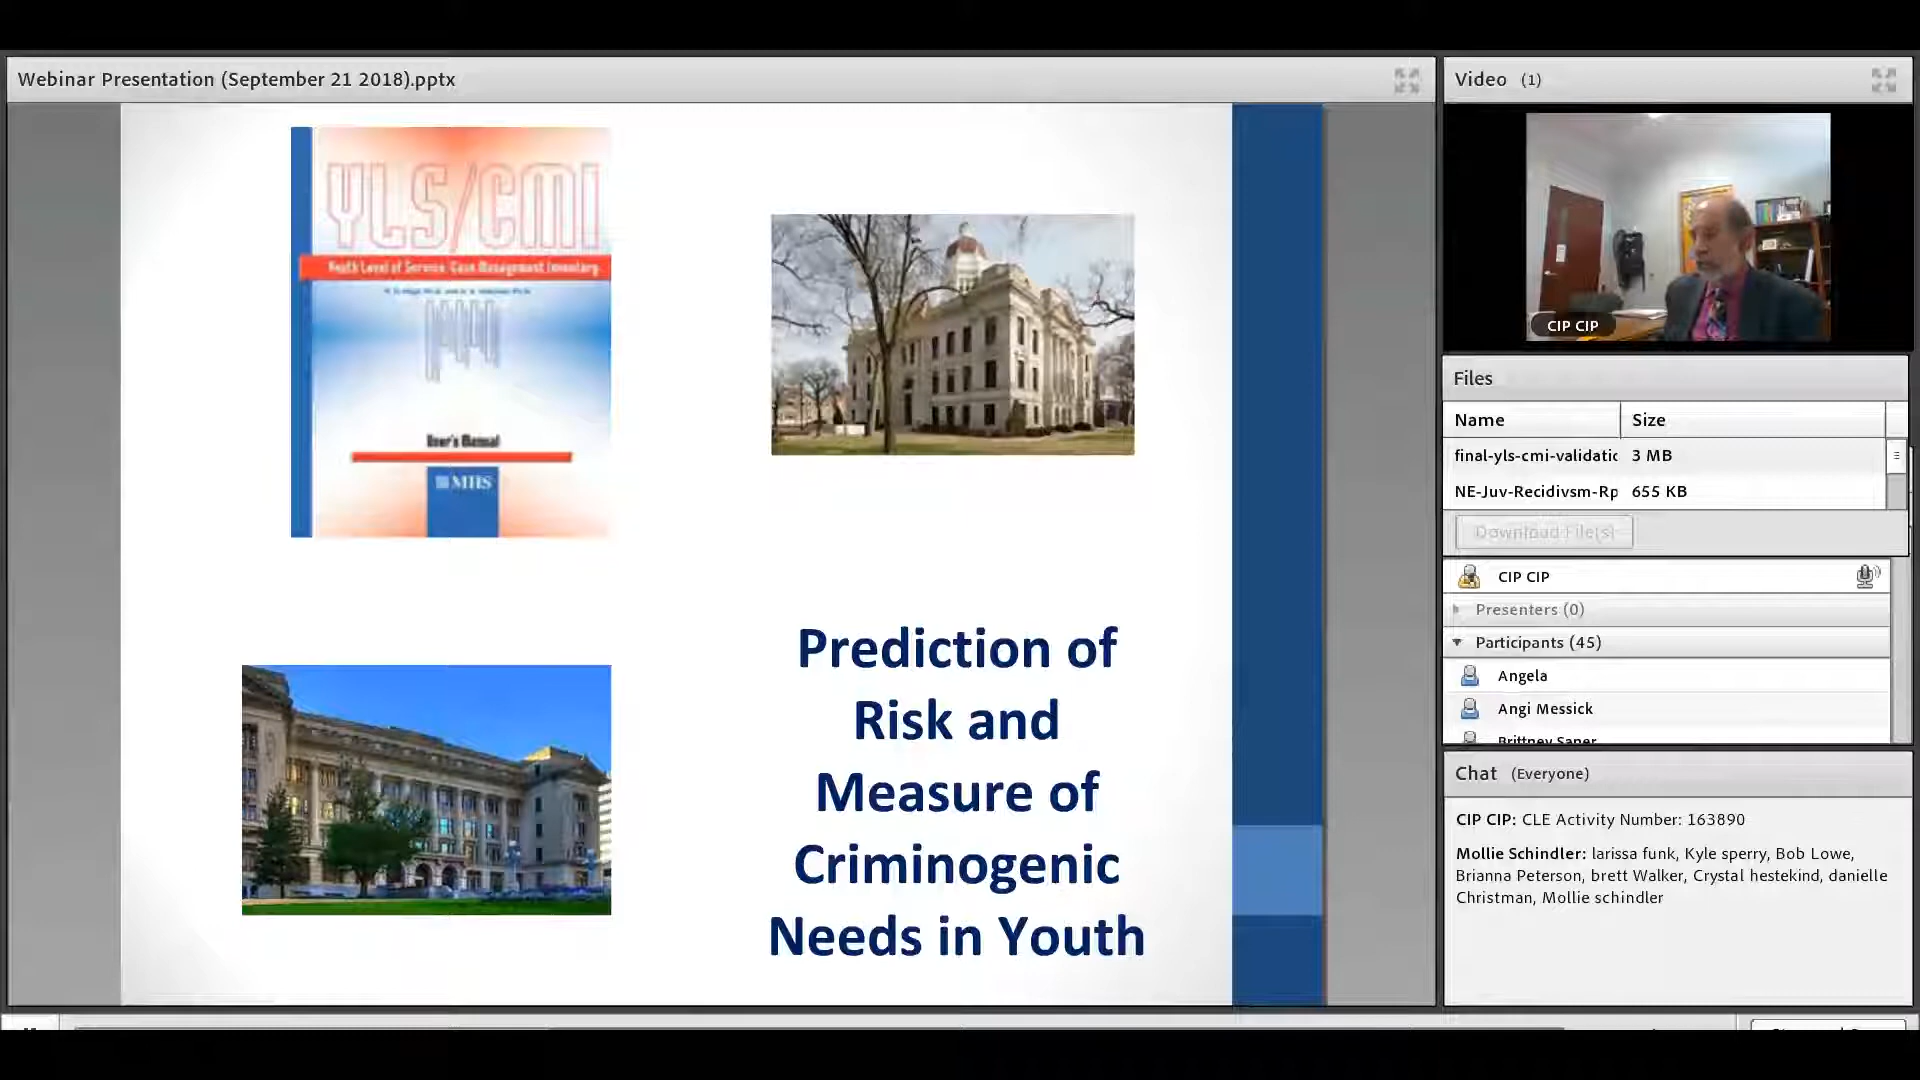 Webinar Presentation (September 21 2018).pptx
YLS/CMI
Youth Level of Service/Case Management Inventory
User's Manual
MHS
Prediction of
Risk and
Measure of
Criminogenic
Needs in Youth
Video (1)
CIP CIP
Files
Name Size
final-yls-cmi-validatic 3 MB
NE-Juv-Recidivsm-Rp 655 KB
Download File(s)
CIP CIP
Presenters (0)
Participants (45)
Angela
Angi Messick
Brittney Saner
Chat (Everyone)
CIP CIP: CLE Activity Number: 163890
Mollie Schindler: larissa funk, Kyle sperry, Bob Lowe,
Brianna Peterson, brett Walker, Crystal hestekind, danielle
Christman, Mollie schindler